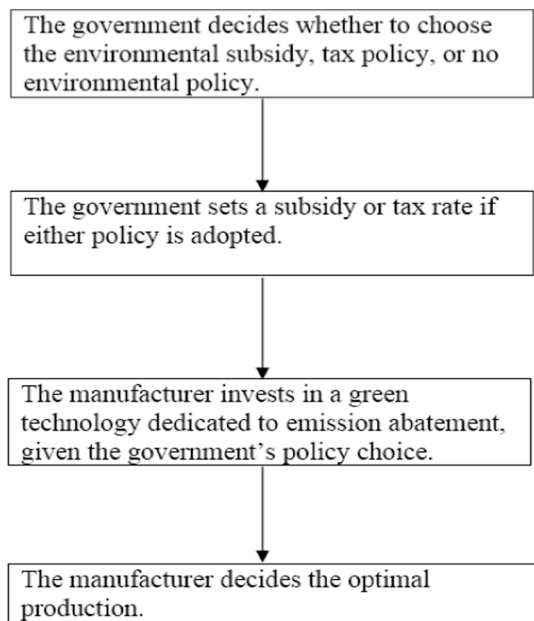 The government decides whether to choose
the environmental subsidy, tax policy, or no
environmental policy.
The government sets a subsidy or tax rate if
either policy is adopted.
The manufacturer invests in a green
technology dedicated to emission abatement,
given the government's policy choice.
The manufacturer decides the optimal
production.